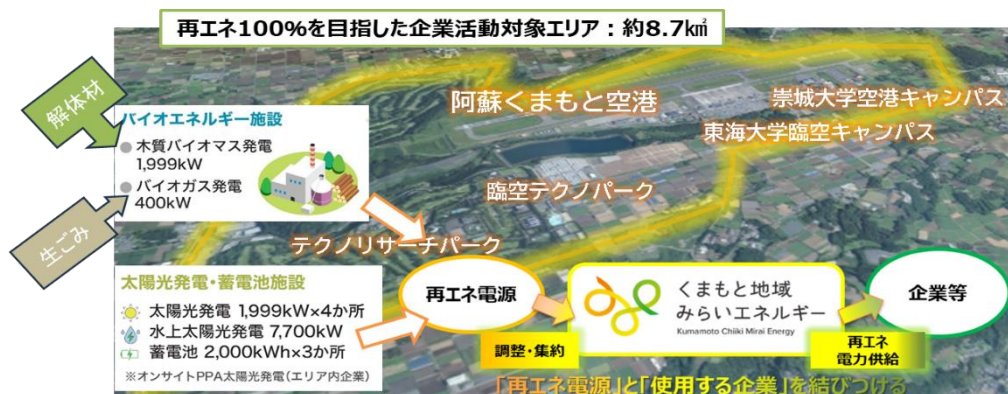 再エネ100%を目指した企業活動対象エリア：約8.7㎢
解体材
生ごみ
バイオエネルギー施設
木質バイオマス発電
1,999kW
バイオガス発電
400kW
阿蘇くまもと空港
崇城大学空港キャンパス
東海大学臨空キャンパス
臨空テクノパーク
テクノリサーチパーク
太陽光発電・蓄電池施設
太陽光発電 1,999kW×4か所
水上太陽光発電 7,700kW
蓄電池 2,000kWh×3か所
※オンサイトPPA太陽光発電（エリア内企業）
再エネ電源
調整・集約
くまもと地域
みらいエネルギー
Kumamoto Chiiki Mirai Energy
再エネ
電力供給
企業等
「再エネ電源」と「使用する企業」を結びつける